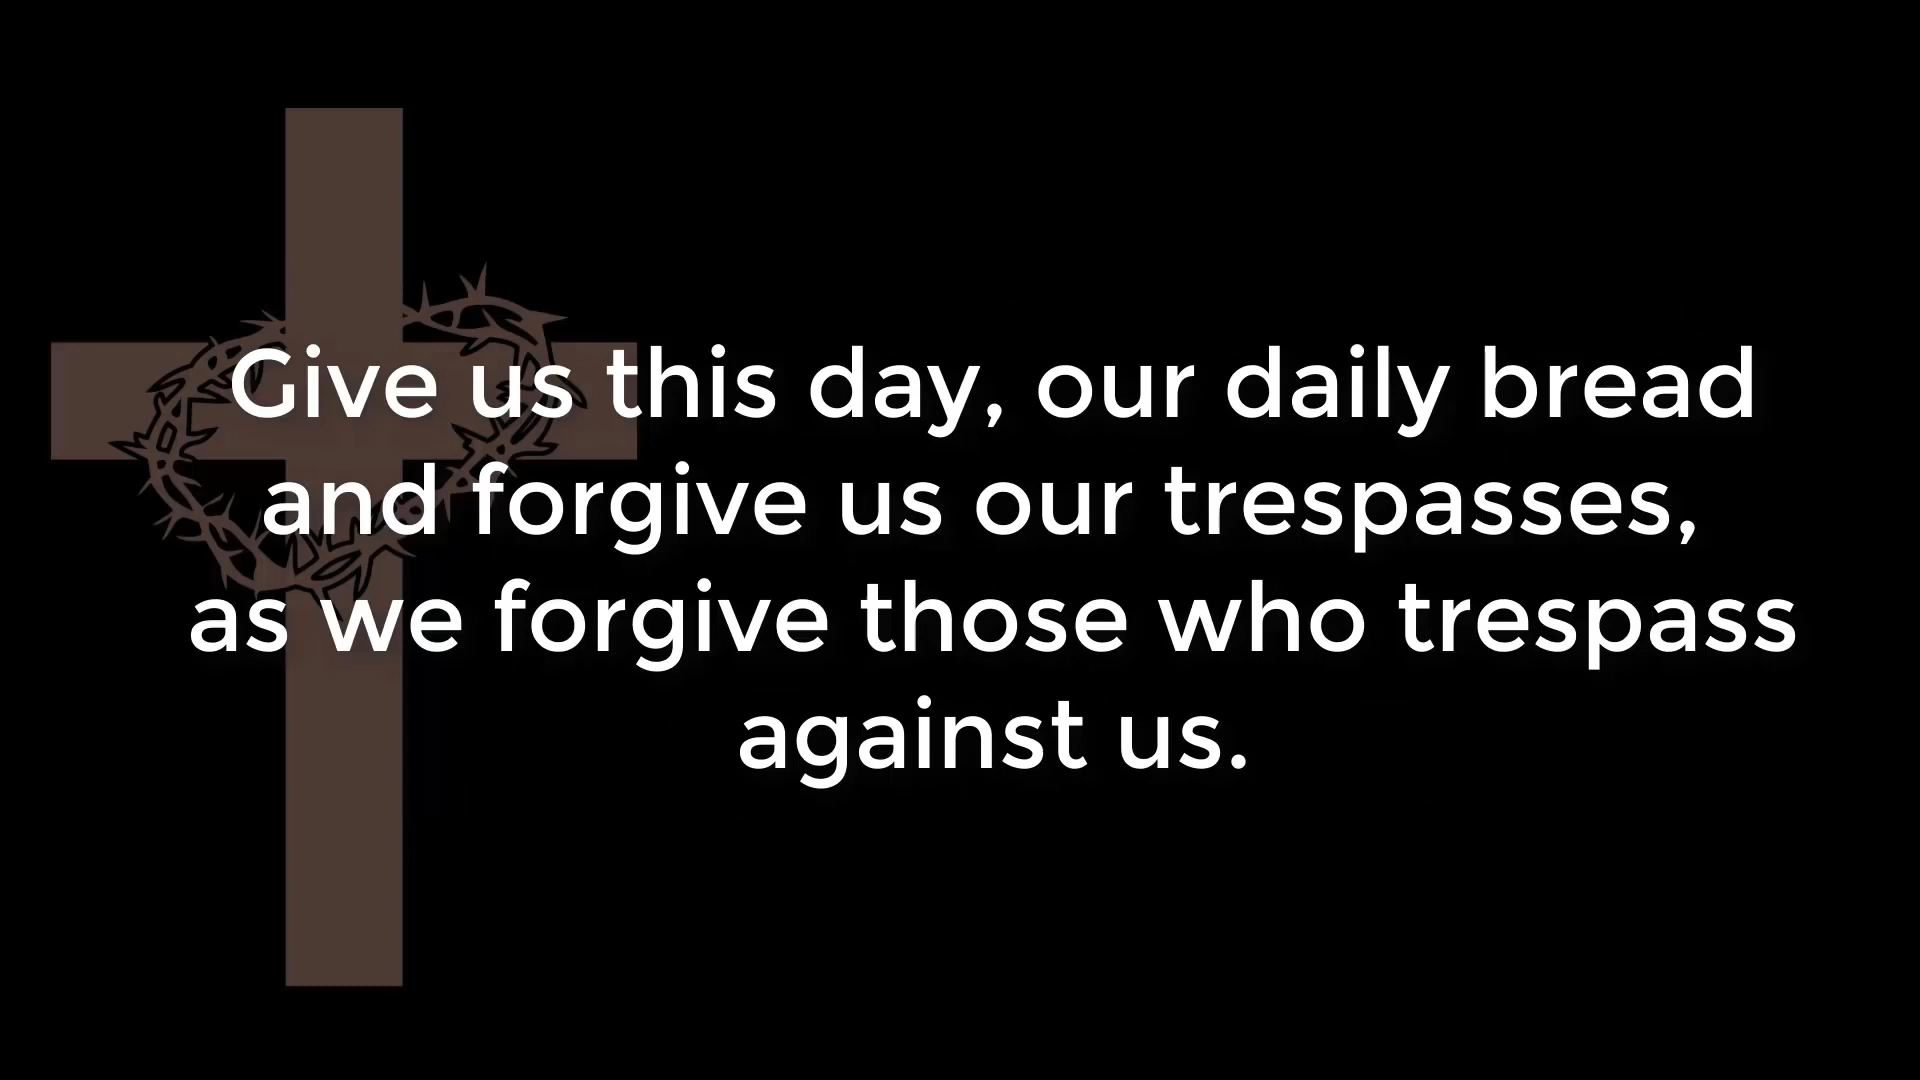 Give us this day, our daily bread
and forgive us our trespasses,
as we forgive those who trespass
against us.